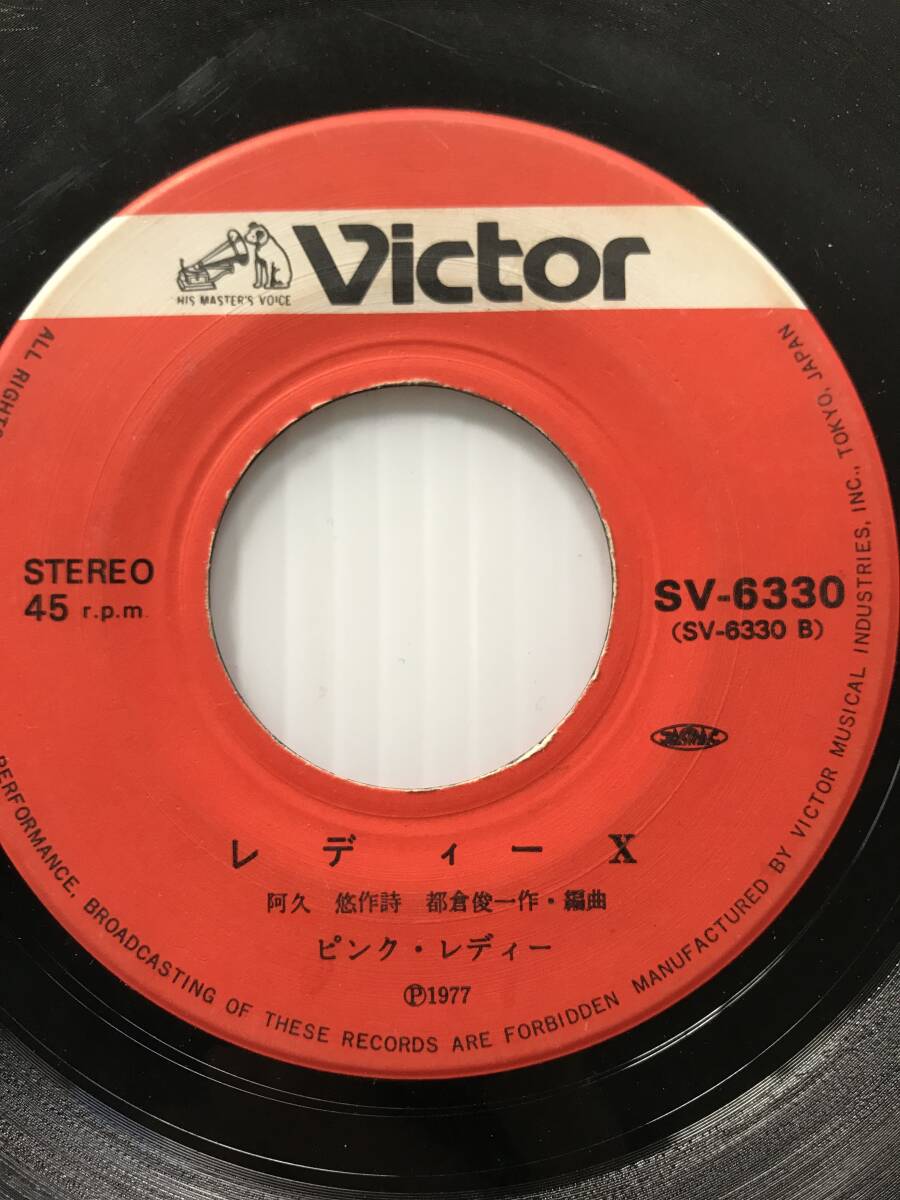 Victor
HIS MASTER'S VOICE
STEREO
45 r.p.m.
SV-6330
(SV-6330 B)
レディーX
阿久 悠作詩 都倉俊一作・編曲
ピンク・レディー
Ⓟ1977
ALL RIGHTS
PERFORMANCE, BROADCASTING OF THESE RECORDS ARE FORBIDDEN MANUFACTURED BY VICTOR MUSICAL INDUSTRIES, INC., TOKYO, JAPAN